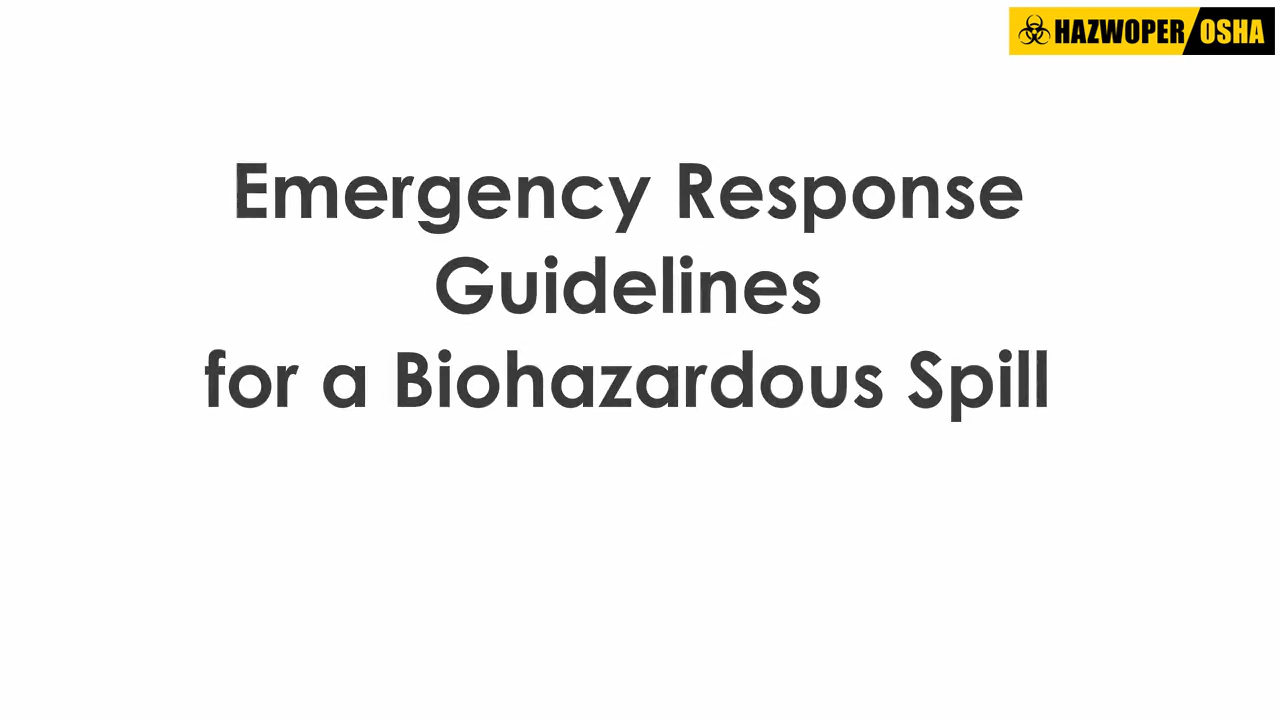 HAZWOPER OSHA
Emergency Response
Guidelines
for a Biohazardous Spill